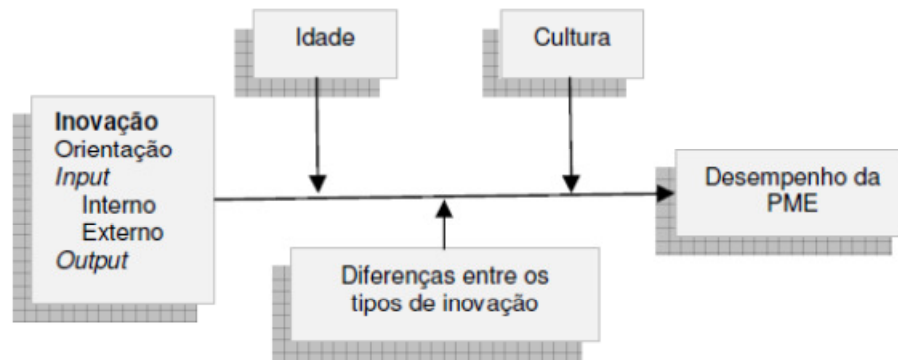 Idade
Cultura
Inovação
Orientação
Input
Interno
Externo
Output
Desempenho da
PME
Diferenças entre os
tipos de inovação